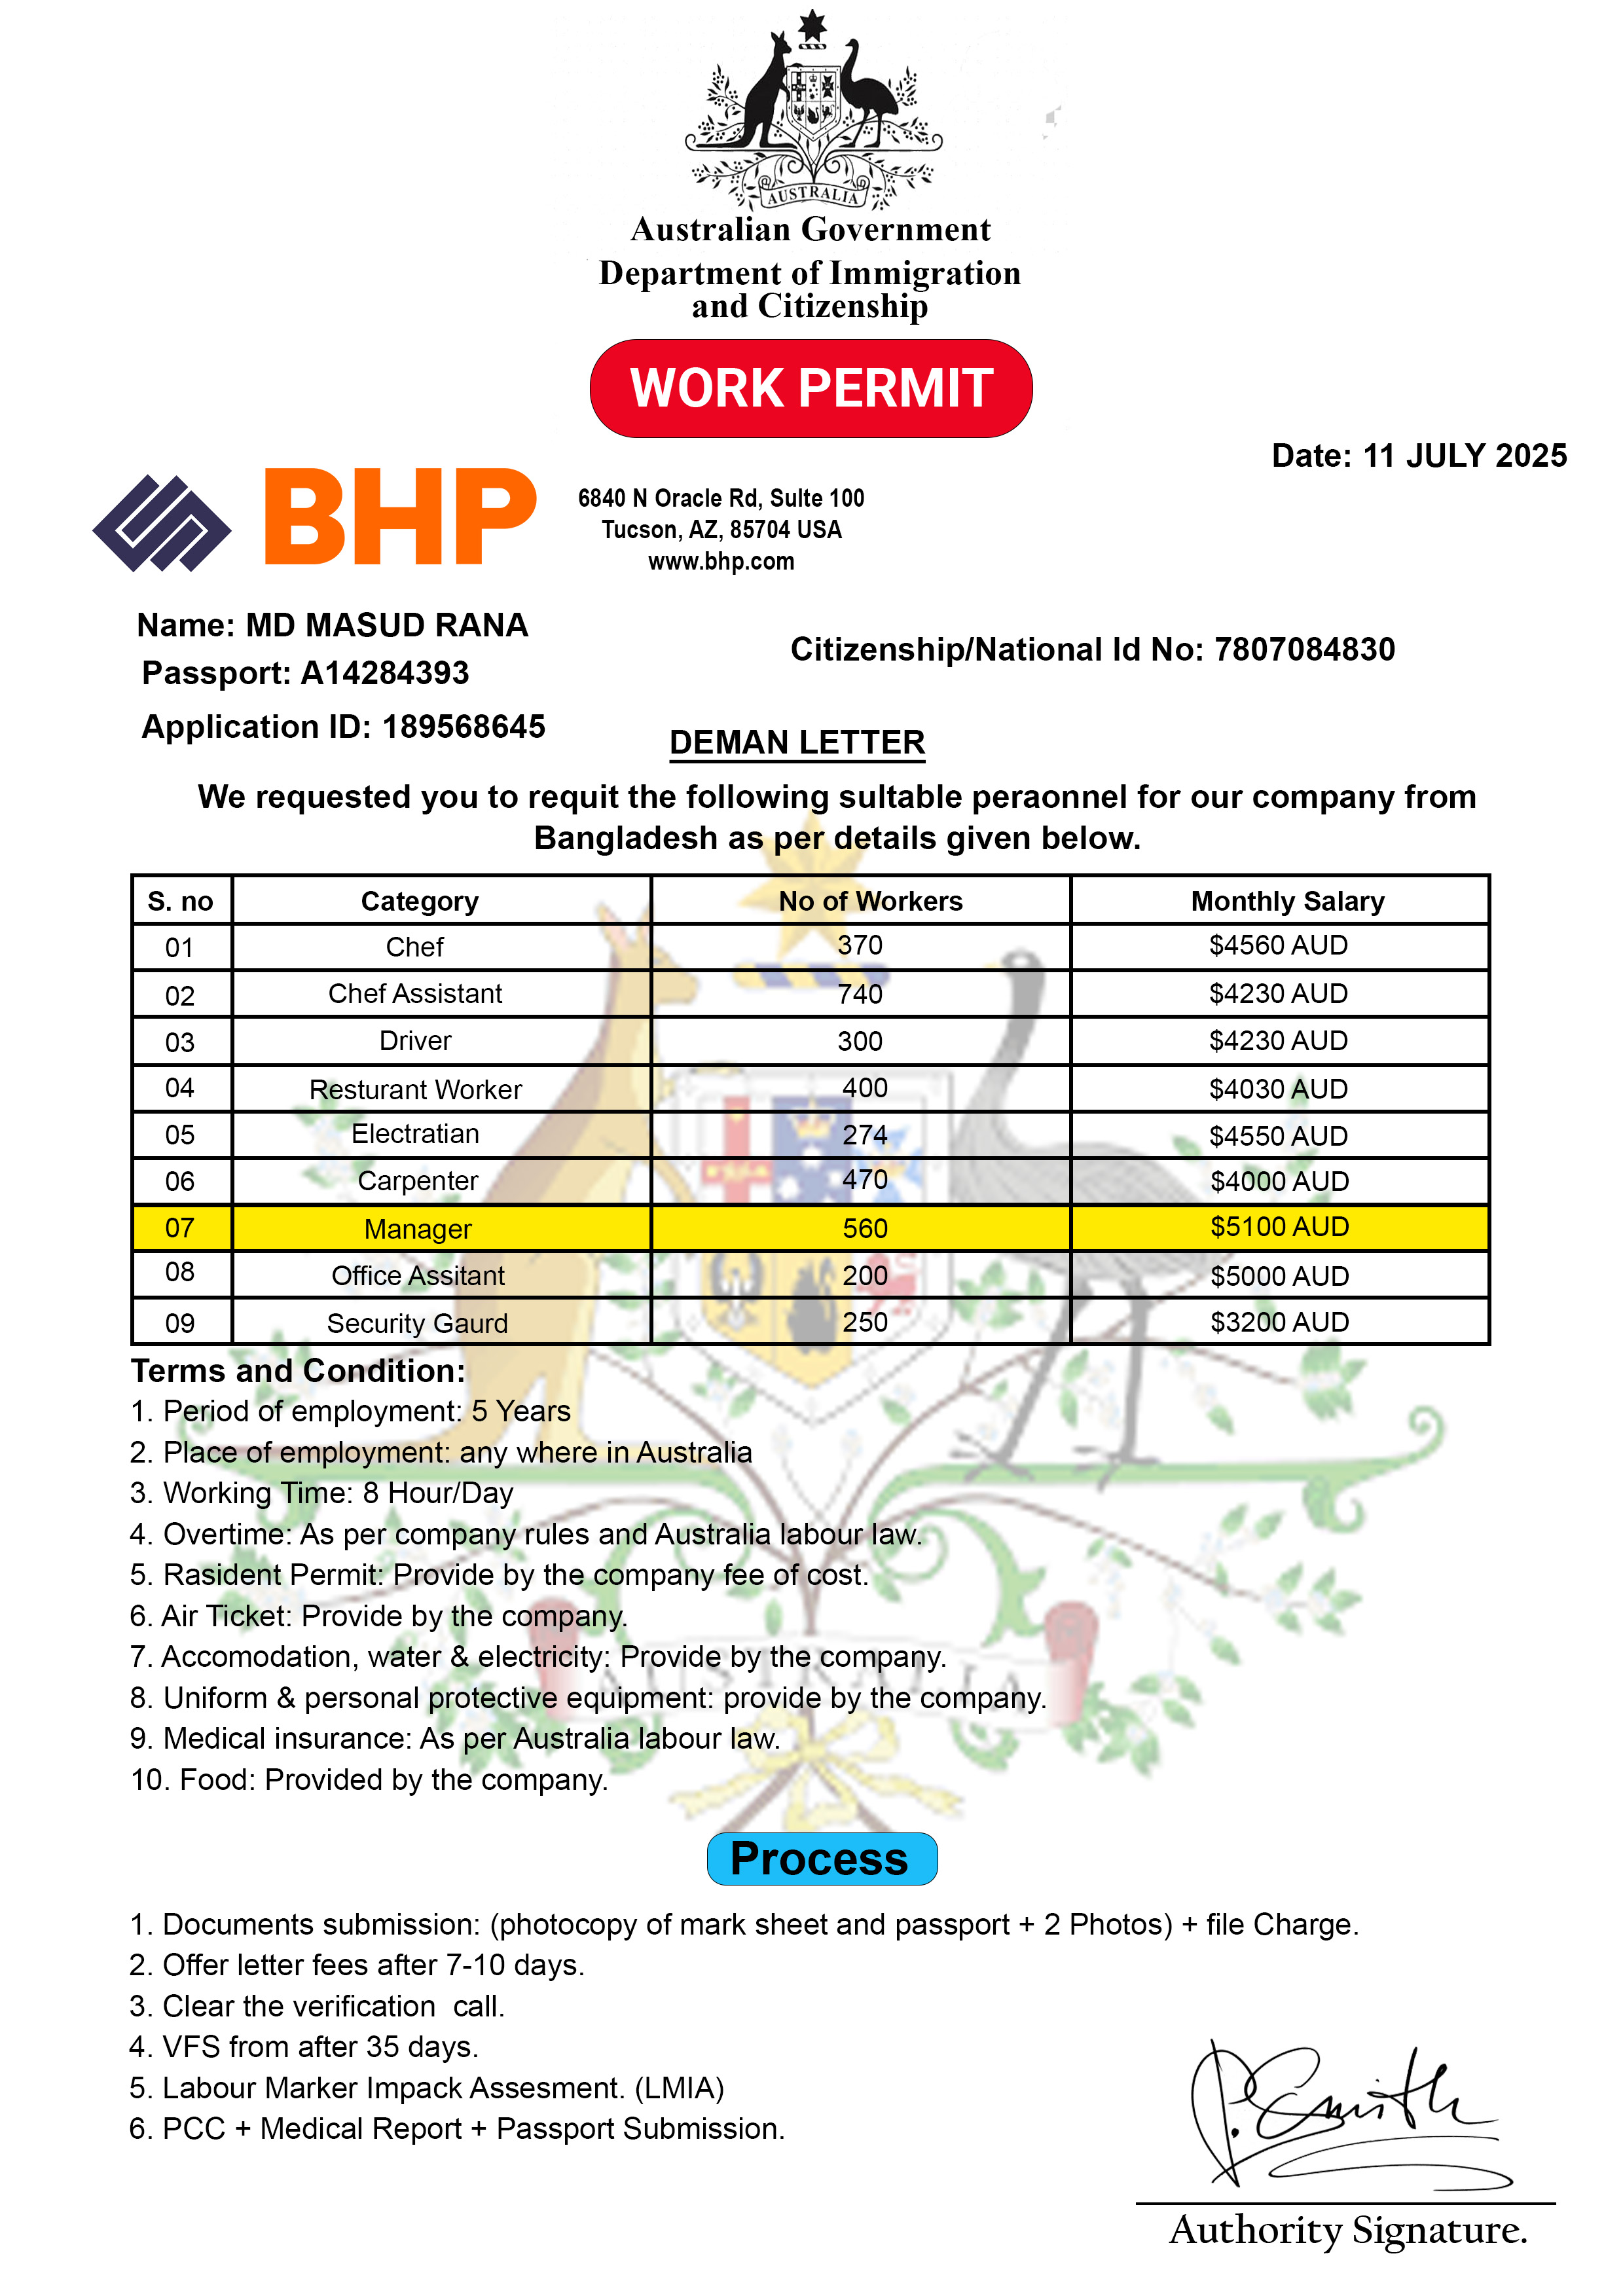 AUSTRALIA
Australian Government
Department of Immigration
and Citizenship
WORK PERMIT
Date: 11 JULY 2025
BHP
6840 N Oracle Rd, Sulte 100
Tucson, AZ, 85704 USA
www.bhp.com
Name: MD MASUD RANA
Citizenship/National Id No: 7807084830
Passport: A14284393
Application ID: 189568645
DEMAN LETTER
We requested you to requit the following sultable peraonnel for our company from
Bangladesh as per details given below.
S. no Category No of Workers Monthly Salary
01 Chef 370 $4560 AUD
02 Chef Assistant 740 $4230 AUD
03 Driver 300 $4230 AUD
04 Resturant Worker 400 $4030 AUD
05 Electratian 274 $4550 AUD
06 Carpenter 470 $4000 AUD
07 Manager 560 $5100 AUD
08 Office Assitant 200 $5000 AUD
09 Security Gaurd 250 $3200 AUD
Terms and Condition:
1. Period of employment: 5 Years
2. Place of employment: any where in Australia
3. Working Time: 8 Hour/Day
4. Overtime: As per company rules and Australia labour law.
5. Rasident Permit: Provide by the company fee of cost.
6. Air Ticket: Provide by the company.
7. Accomodation, water & electricity: Provide by the company.
AUSTRALIA
8. Uniform & personal protective equipment: provide by the company.
9. Medical insurance: As per Australia labour law.
10. Food: Provided by the company.
Process
1. Documents submission: (photocopy of mark sheet and passport + 2 Photos) + file Charge.
2. Offer letter fees after 7-10 days.
3. Clear the verification call.
4. VFS from after 35 days.
5. Labour Marker Impack Assesment. (LMIA)
6. PCC + Medical Report + Passport Submission.
P. Smith
Authority Signature.